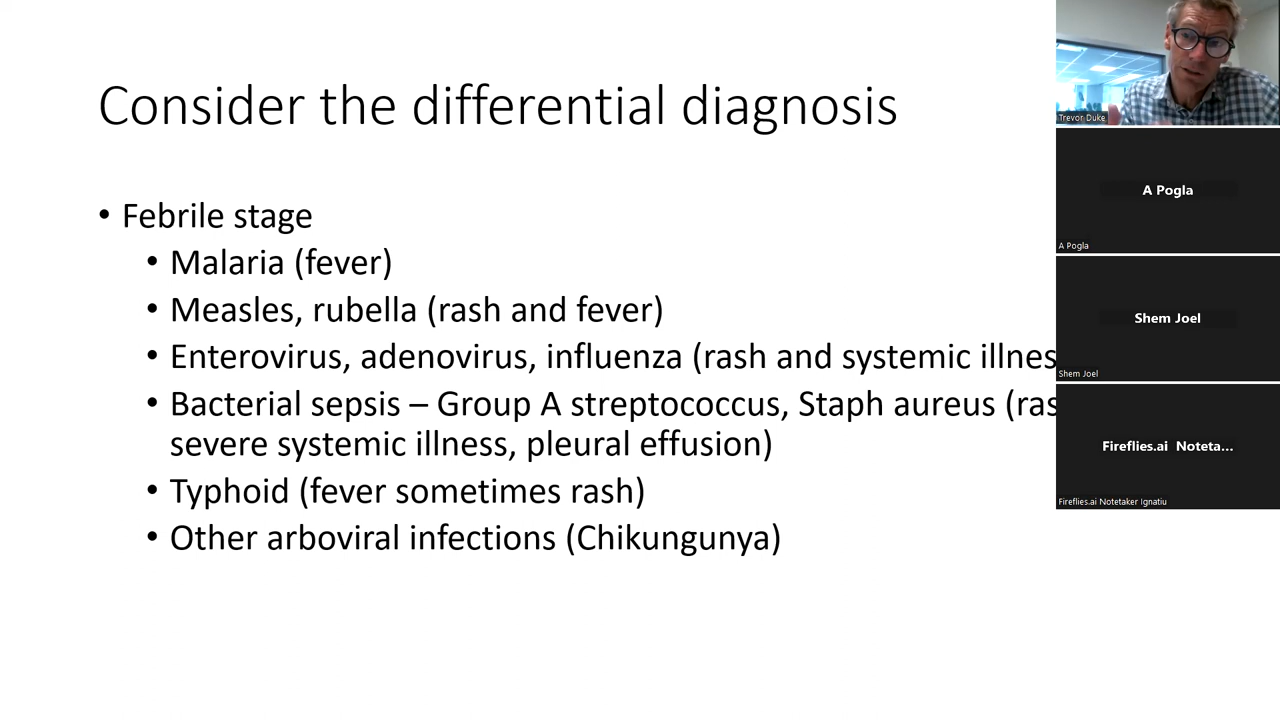 Consider the differential diagnosis
• Febrile stage
• Malaria (fever)
• Measles, rubella (rash and fever)
• Enterovirus, adenovirus, influenza (rash and systemic illnes
• Bacterial sepsis – Group A streptococcus, Staph aureus (ras
severe systemic illness, pleural effusion)
• Typhoid (fever sometimes rash)
• Other arboviral infections (Chikungunya)
Trevor Duke
A Pogla
A Pogla
Shem Joel
Shem Joel
Fireflies.ai Noteta...
Fireflies.ai Notetaker Ignatiu